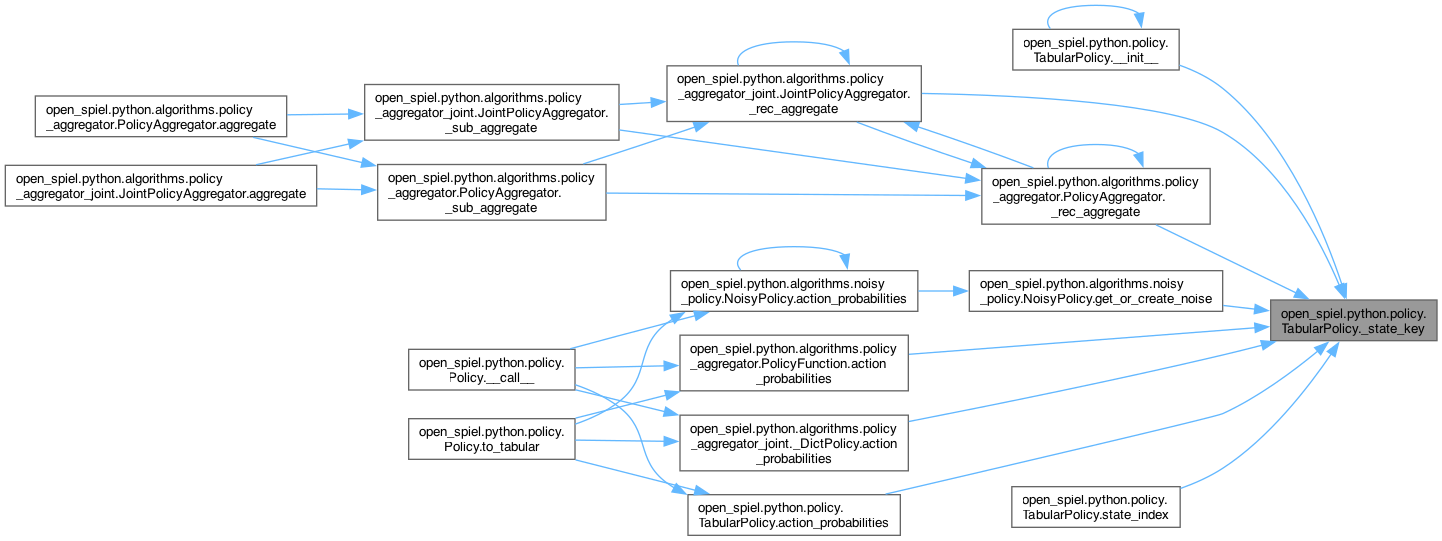 open_spiel.python.policy.
TabularPolicy.__init__
open_spiel.python.algorithms.policy
_aggregator_joint.JointPolicyAggregator.
_rec_aggregate
open_spiel.python.algorithms.policy
_aggregator_joint.JointPolicyAggregator.
_sub_aggregate
open_spiel.python.algorithms.policy
_aggregator.PolicyAggregator.aggregate
open_spiel.python.algorithms.policy
_aggregator_joint.JointPolicyAggregator.aggregate
open_spiel.python.algorithms.policy
_aggregator.PolicyAggregator.
_sub_aggregate
open_spiel.python.algorithms.policy
_aggregator.PolicyAggregator.
_rec_aggregate
open_spiel.python.algorithms.noisy
_policy.NoisyPolicy.action_probabilities
open_spiel.python.algorithms.noisy
_policy.NoisyPolicy.get_or_create_noise
open_spiel.python.policy.
TabularPolicy._state_key
open_spiel.python.policy.
Policy.__call__
open_spiel.python.algorithms.policy
_aggregator.PolicyFunction.action
_probabilities
open_spiel.python.policy.
Policy.to_tabular
open_spiel.python.algorithms.policy
_aggregator_joint._DictPolicy.action
_probabilities
open_spiel.python.policy.
TabularPolicy.action_probabilities
open_spiel.python.policy.
TabularPolicy.state_index